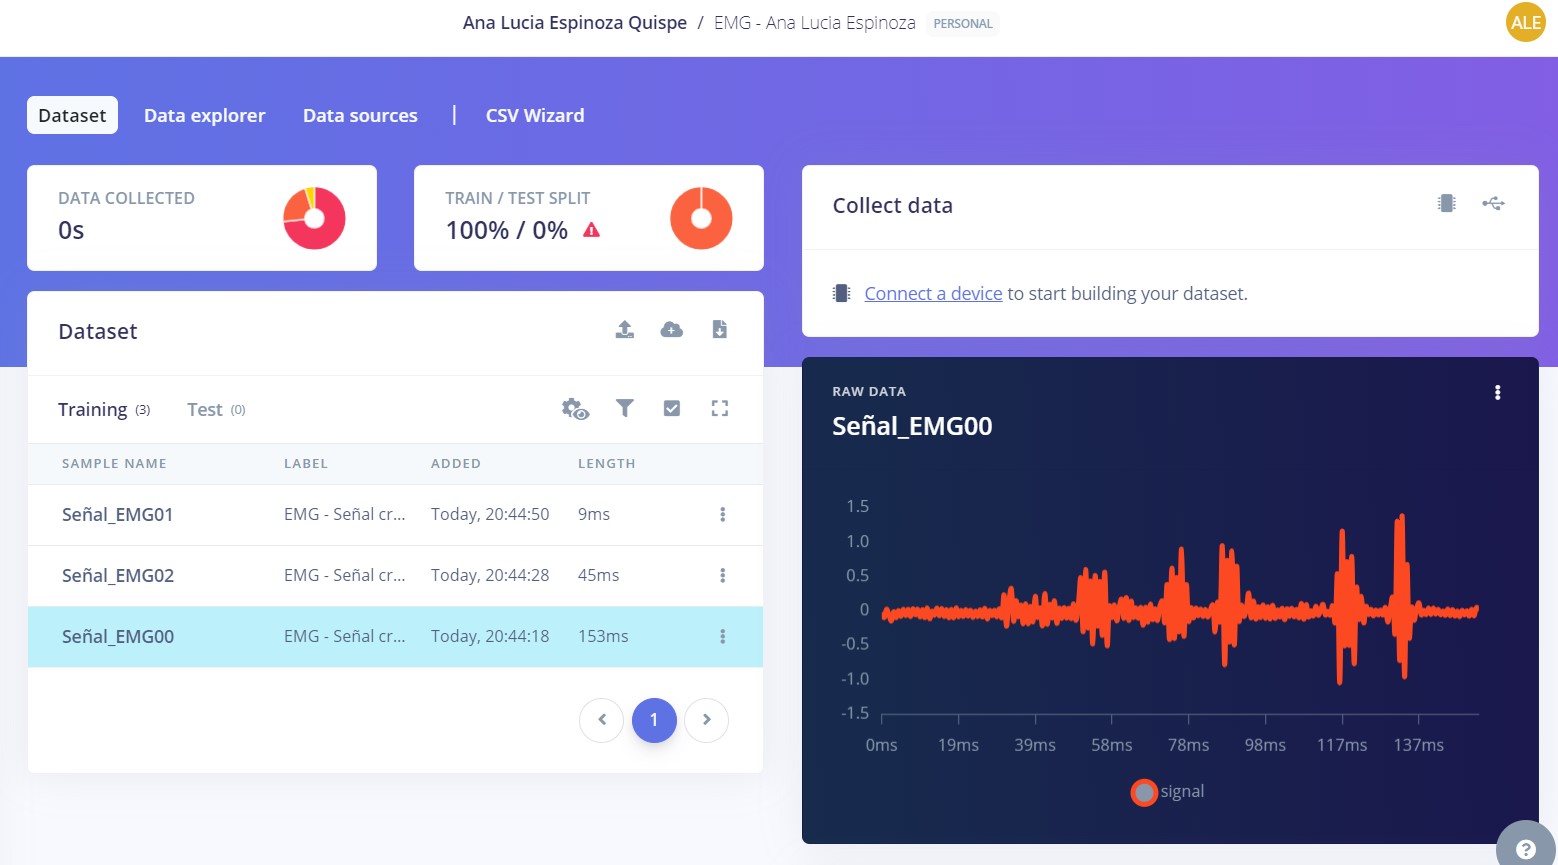 Ana Lucia Espinoza Quispe / EMG - Ana Lucia Espinoza PERSONAL
ALE
Dataset Data explorer Data sources | CSV Wizard
DATA COLLECTED
0s
TRAIN / TEST SPLIT
100% / 0%
Collect data
Connect a device to start building your dataset.
Dataset
Training (3) Test (0)
SAMPLE NAME LABEL ADDED LENGTH
Señal_EMG01 EMG - Señal cr... Today, 20:44:50 9ms
Señal_EMG02 EMG - Señal cr... Today, 20:44:28 45ms
Señal_EMG00 EMG - Señal cr... Today, 20:44:18 153ms
1
RAW DATA
Señal_EMG00
1.5
1.0
0.5
0
-0.5
-1.0
-1.5
0ms 19ms 39ms 58ms 78ms 98ms 117ms 137ms
signal
?